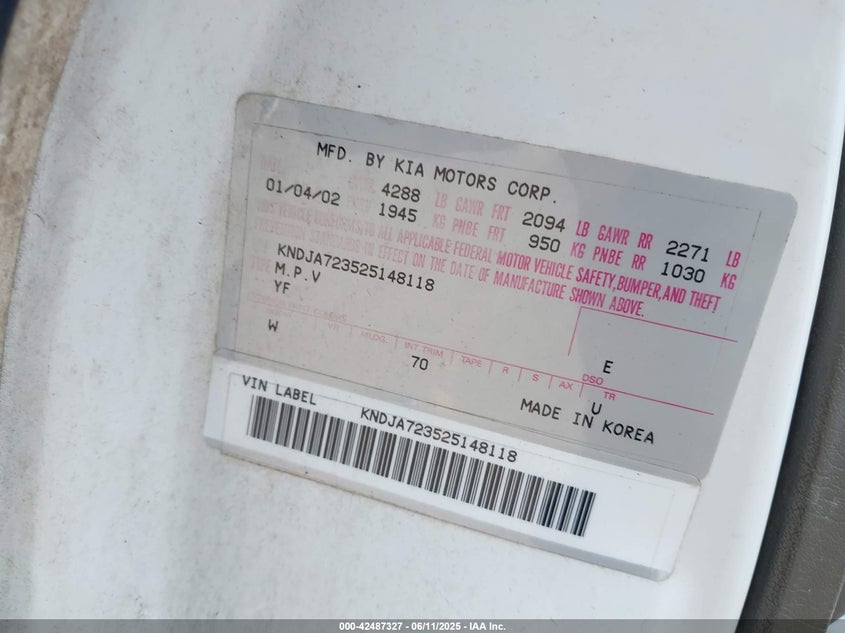 MFD. BY KIA MOTORS CORP.
01/04/02 4288 LB GAWR FRT 2094 LB GAWR RR 2271 LB
1945 KG PNBE FRT 950 KG PNBE RR 1030 KG
THIS VEHICLE CONFORMS TO ALL APPLICABLE FEDERAL MOTOR VEHICLE SAFETY, BUMPER, AND THEFT
PREVENTION STANDARDS IN EFFECT ON THE DATE OF MANUFACTURE SHOWN ABOVE.
KNDJA723525148118
TYPE M.P.V
YF
E
DSO
VR MLDG. INT TRIM TAPE R S AX TR
W 70 U
MADE IN KOREA
VIN LABEL KNDJA723525148118
000-42487327 - 06/11/2025 - IAA Inc.